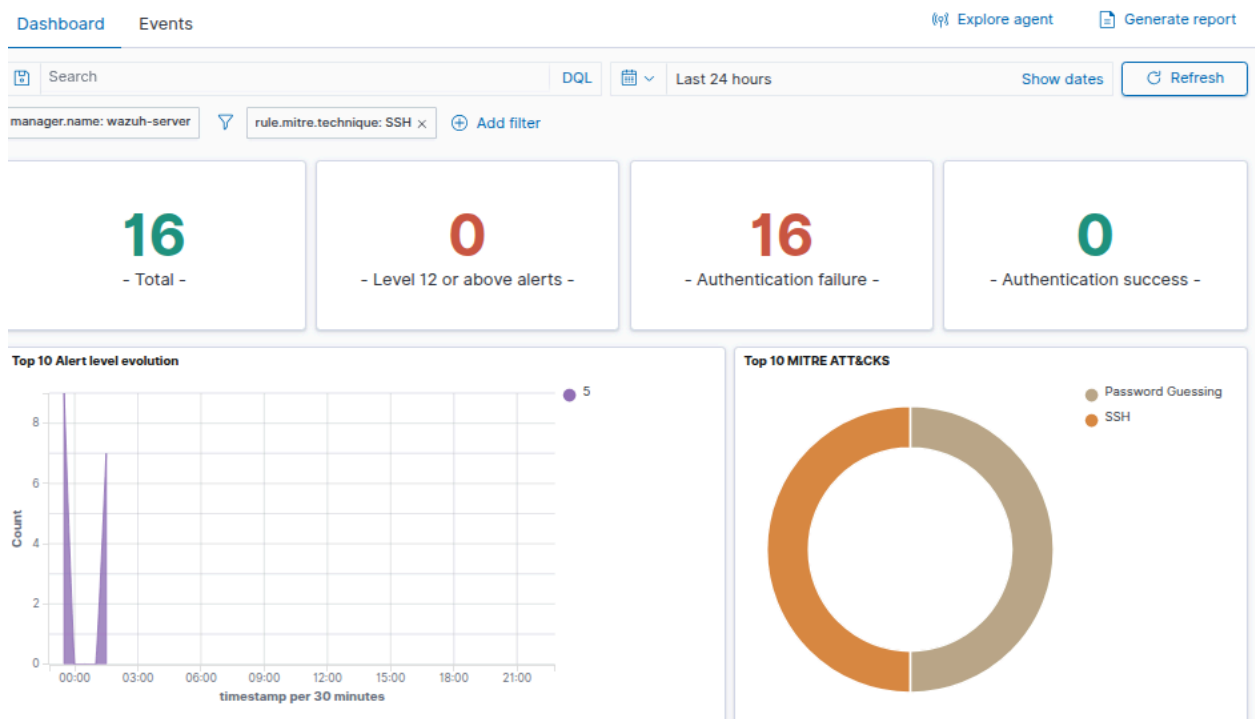 Dashboard Events Explore agent Generate report
Search DQL Last 24 hours Show dates Refresh
manager.name: wazuh-server rule.mitre.technique: SSH × Add filter
16 0 16 0
- Total - - Level 12 or above alerts - - Authentication failure - - Authentication success -
Top 10 Alert level evolution
5
8
6
4
2
0
Count
00:00 03:00 06:00 09:00 12:00 15:00 18:00 21:00
timestamp per 30 minutes
Top 10 MITRE ATT&CKS
Password Guessing
SSH